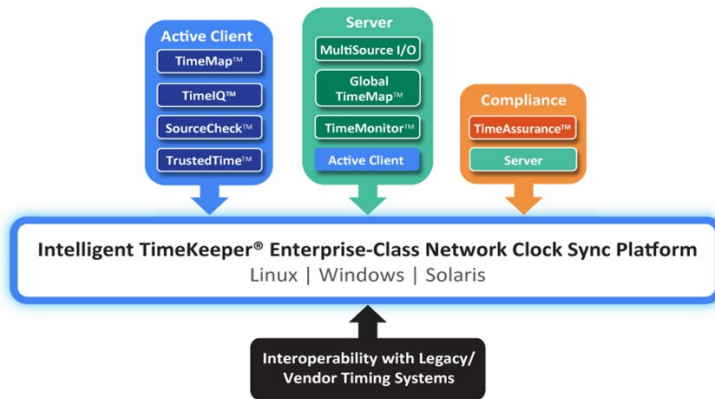 Active Client
TimeMap™
TimeIQ™
SourceCheck™
TrustedTime™
Server
MultiSource I/O
Global
TimeMap™
TimeMonitor™
Active Client
Compliance
TimeAssurance™
Server
Intelligent TimeKeeper® Enterprise-Class Network Clock Sync Platform
Linux | Windows | Solaris
Interoperability with Legacy/
Vendor Timing Systems